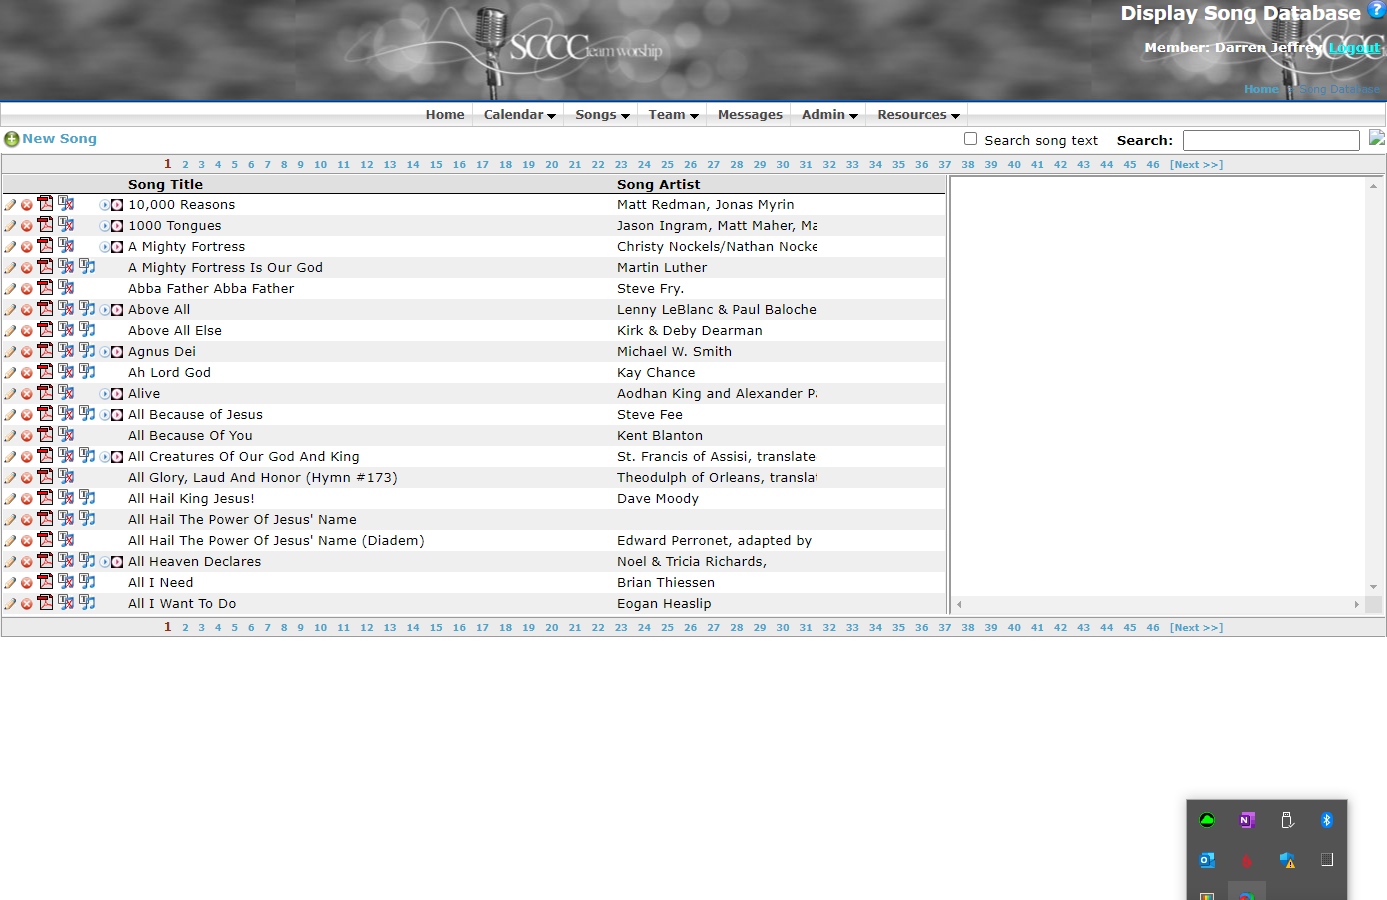 Display Song Database
SCCC team worship
Member: Darren Jeffrey Logout
SCCC
Home > Song Database
Home Calendar Songs Team Messages Admin Resources
New Song
Search song text Search:
1 2 3 4 5 6 7 8 9 10 11 12 13 14 15 16 17 18 19 20 21 22 23 24 25 26 27 28 29 30 31 32 33 34 35 36 37 38 39 40 41 42 43 44 45 46 [Next >>]
Song Title Song Artist
10,000 Reasons Matt Redman, Jonas Myrin
1000 Tongues Jason Ingram, Matt Maher, Ma
A Mighty Fortress Christy Nockels/Nathan Nocke
A Mighty Fortress Is Our God Martin Luther
Abba Father Abba Father Steve Fry.
Above All Lenny LeBlanc & Paul Baloche
Above All Else Kirk & Deby Dearman
Agnus Dei Michael W. Smith
Ah Lord God Kay Chance
Alive Aodhan King and Alexander P
All Because of Jesus Steve Fee
All Because Of You Kent Blanton
All Creatures Of Our God And King St. Francis of Assisi, translate
All Glory, Laud And Honor (Hymn #173) Theodulph of Orleans, transla
All Hail King Jesus! Dave Moody
All Hail The Power Of Jesus' Name
All Hail The Power Of Jesus' Name (Diadem) Edward Perronet, adapted by
All Heaven Declares Noel & Tricia Richards,
All I Need Brian Thiessen
All I Want To Do Eogan Heaslip
1 2 3 4 5 6 7 8 9 10 11 12 13 14 15 16 17 18 19 20 21 22 23 24 25 26 27 28 29 30 31 32 33 34 35 36 37 38 39 40 41 42 43 44 45 46 [Next >>]